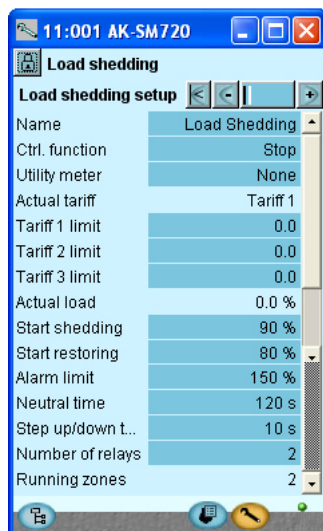 11:001 AK-SM720
Load shedding
Load shedding setup
Name Load Shedding
Ctrl. function Stop
Utility meter None
Actual tariff Tariff 1
Tariff 1 limit 0.0
Tariff 2 limit 0.0
Tariff 3 limit 0.0
Actual load 0.0 %
Start shedding 90 %
Start restoring 80 %
Alarm limit 150 %
Neutral time 120 s
Step up/down t... 10 s
Number of relays 2
Running zones 2